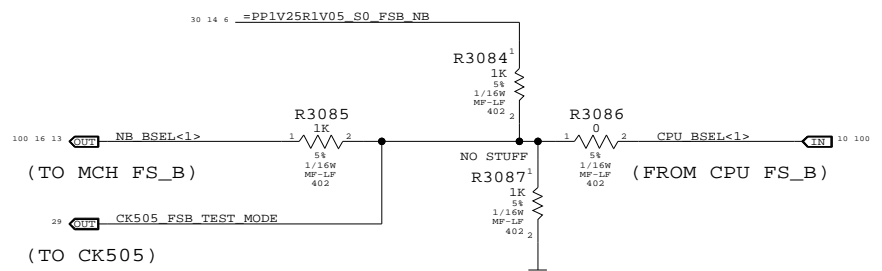 30 14 6 =PP1V25R1V05_S0_FSB_NB
R3084 1
1K
5%
1/16W
MF-LF
402
2
R3085
1 1K 2
5%
1/16W
MF-LF
402
R3086
1 0 2
5%
1/16W
MF-LF
402
100 16 13 OUT NB_BSEL<1>
CPU_BSEL<1> IN 10 100
(TO MCH FS_B)
(FROM CPU FS_B)
NO STUFF
R3087 1
1K
5%
1/16W
MF-LF
402 2
29 OUT CK505_FSB_TEST_MODE
(TO CK505)